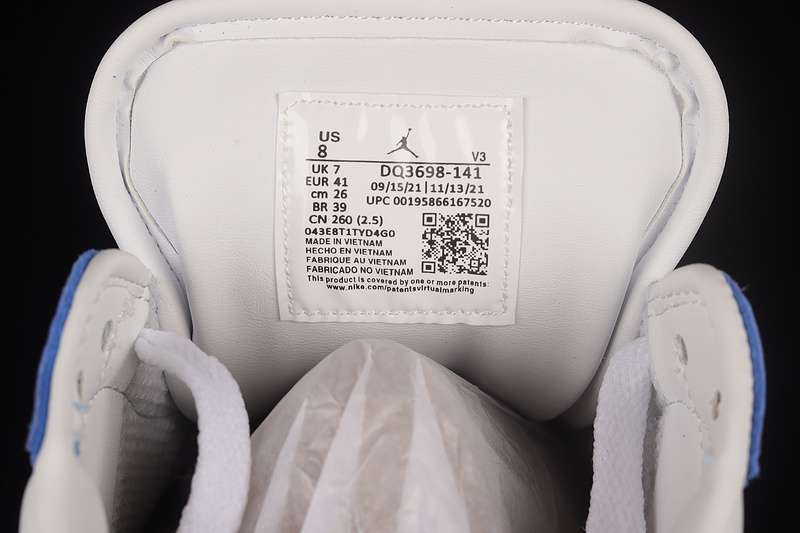 US
8
V3
UK 7
EUR 41
cm 26
BR 39
CN 260 (2.5)
DQ3698-141
09/15/21 | 11/13/21
UPC 00195866167520
043E8T1TYD4G0
MADE IN VIETNAM
HECHO EN VIETNAM
FABRIQUE AU VIETNAM
FABRICADO NO VIETNAM
This product is covered by one or more patents:
www.nike.com/patentsvirtualmarking